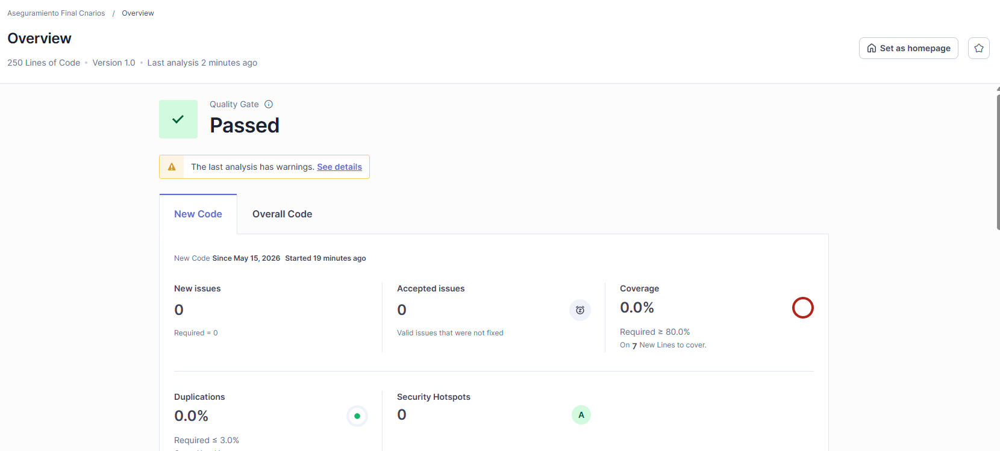 Aseguramiento Final Cnarios / Overview
Overview
250 Lines of Code • Version 1.0 • Last analysis 2 minutes ago
Set as homepage
Quality Gate
Passed
The last analysis has warnings. See details
New Code
Overall Code
New Code Since May 15, 2026 Started 19 minutes ago
New issues
0
Required = 0
Accepted issues
0
Valid issues that were not fixed
Coverage
0.0%
Required ≥ 80.0%
On 7 New Lines to cover.
Duplications
0.0%
Required ≤ 3.0%
Security Hotspots
0
A